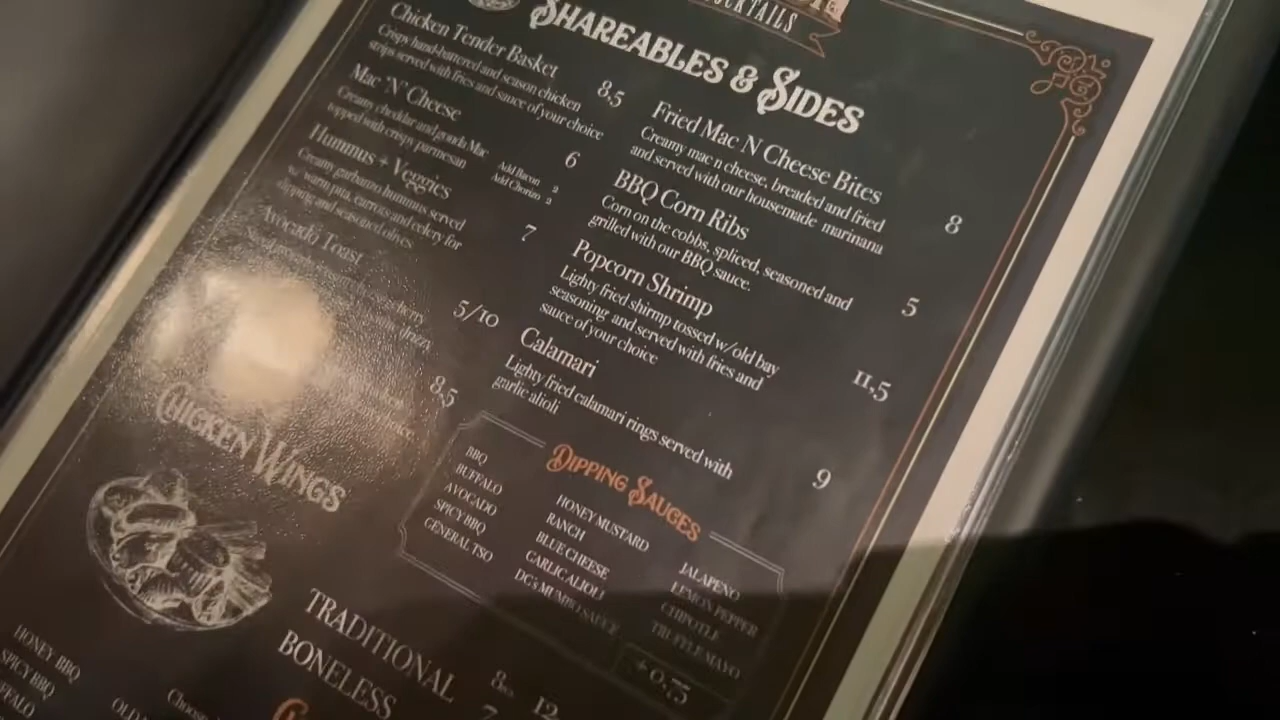 COCKTAILS
SHAREABLES & SIDES
Chicken Tender Basket
Crispy hand-battered and season chicken
strips served with fries and sauce of your choice
8,5
Mac 'N' Cheese
Creamy cheddar and gouda Mac
topped with crispy parmesan
6
Add Bacon 2
Add Chorizo 2
Hummus + Veggies
Creamy garbanzo hummus served
w/ warm pita, carrots and celery for
dipping and seasoned olives
7
Avocado Toast
5/10
8,5
Fried Mac N Cheese Bites
Creamy mac n cheese, breaded and fried
and served with our housemade marinana
8
BBQ Corn Ribs
Corn on the cobbs, spliced, seasoned and
grilled with our BBQ sauce.
5
Popcorn Shrimp
Lighty fried shirmp tossed w/old bay
seasoning and served with fries and
sauce of your choice
11,5
Calamari
Lighty fried calamari rings served with
garlic alioli
9
DIPPING SAUGES
BBQ
BUFFALO
AVOCADO
SPICY BBQ
GENERAL TSO
HONEY MUSTARD
RANCH
BLUE CHEESE
GARLIC ALIOLI
DC's MUMBO SAUCE
JALAPENO
LEMON PEPPER
CHIPOTLE
TRUFFLE MAYO
+ 0,75
CHICKEN WINGS
TRADITIONAL
8 12
BONELESS
7
HONEY BBQ
SPICY BBQ